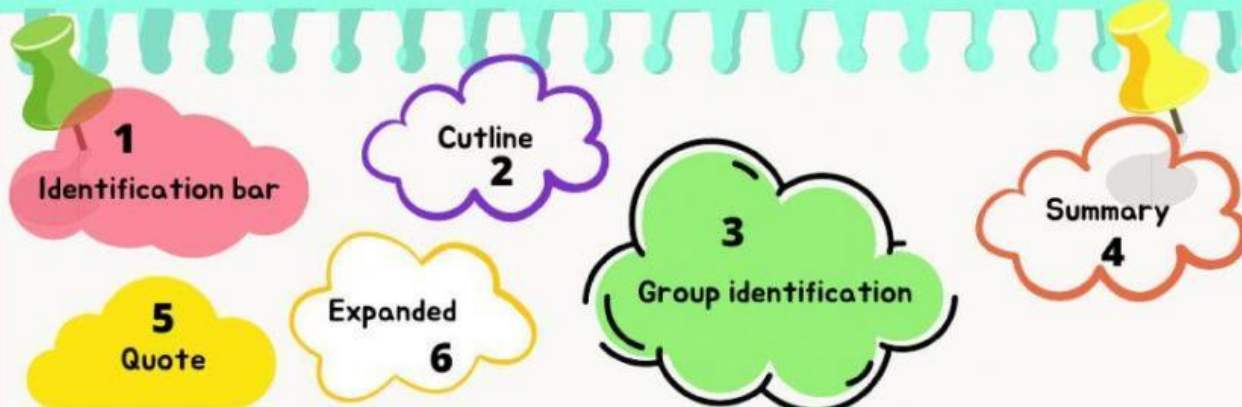 1
Identification bar
Cutline
2
3
Group identification
Summary
4
5
Quote
Expanded
6